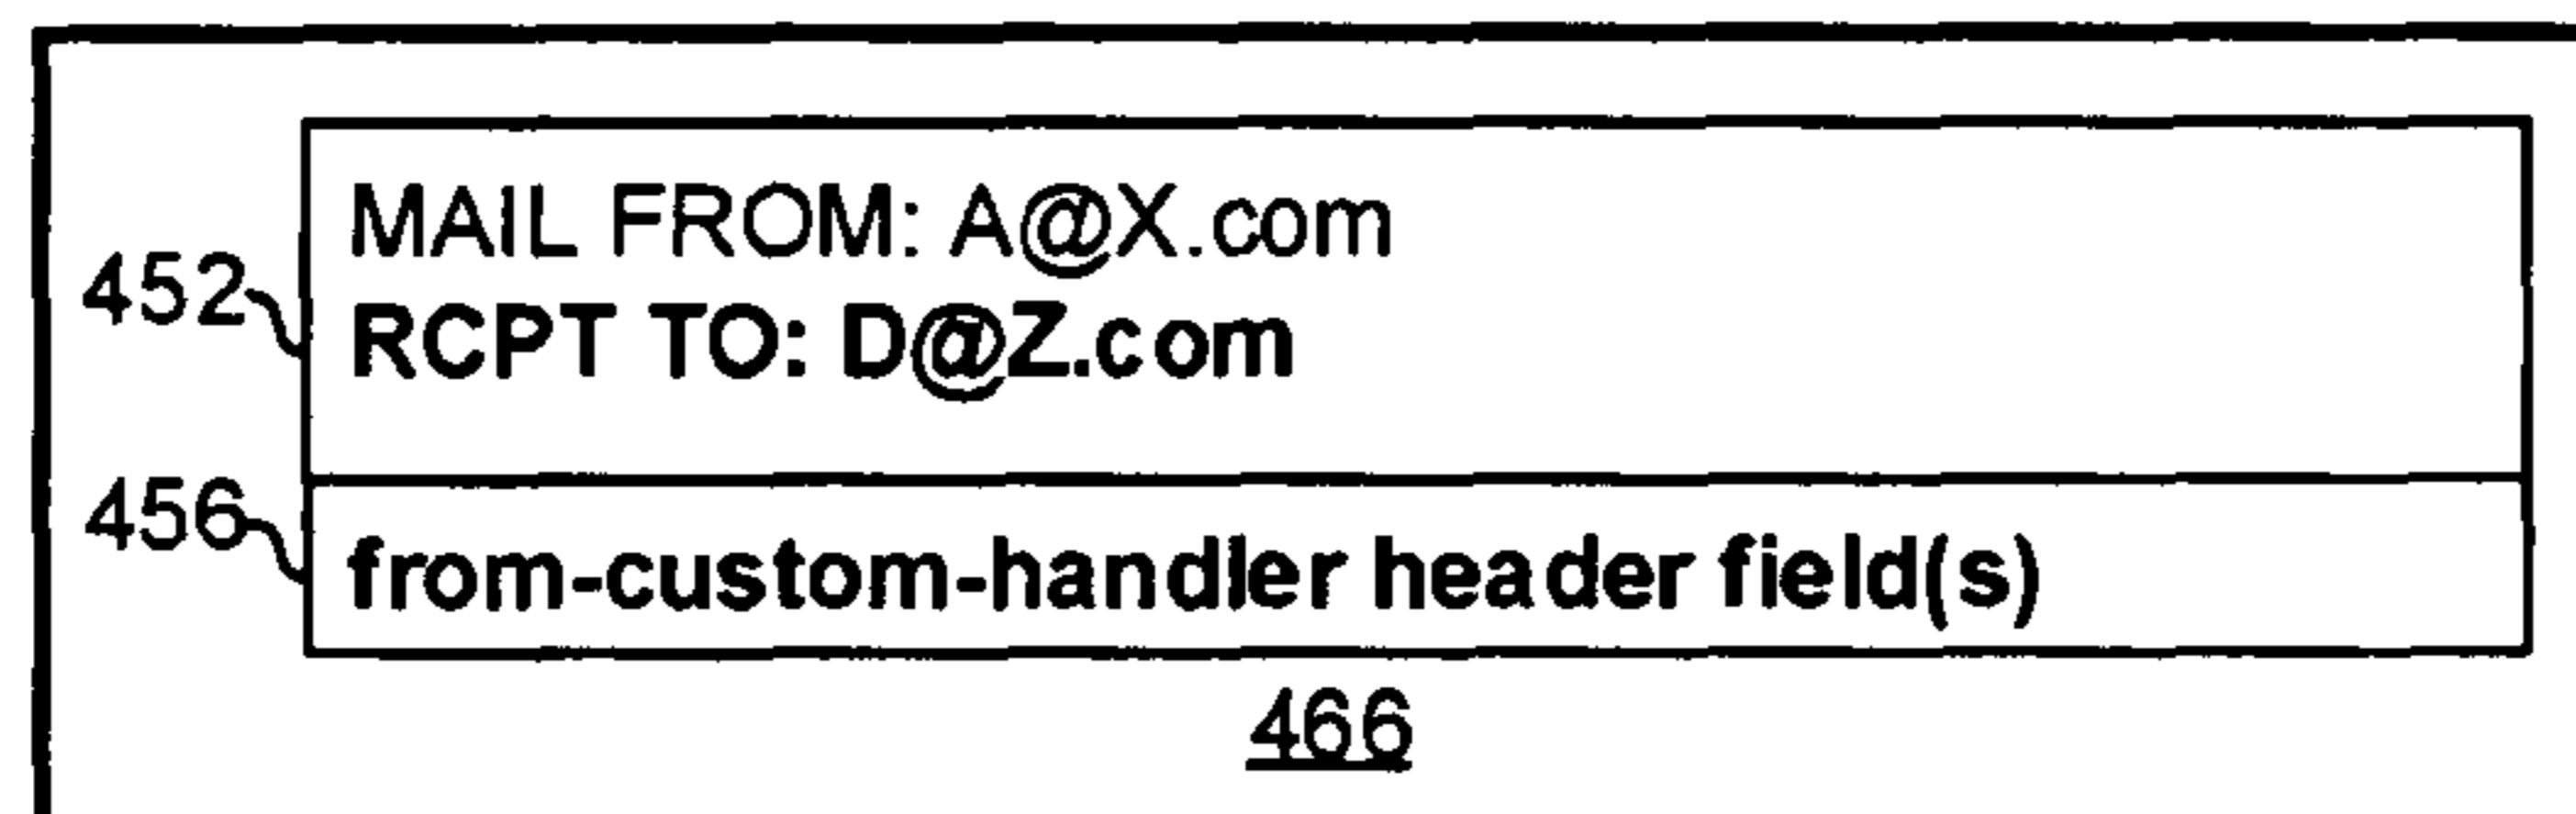 MAIL FROM: A@X.com
452
RCPT TO: D@Z.com
456
from-custom-handler header field(s)
466